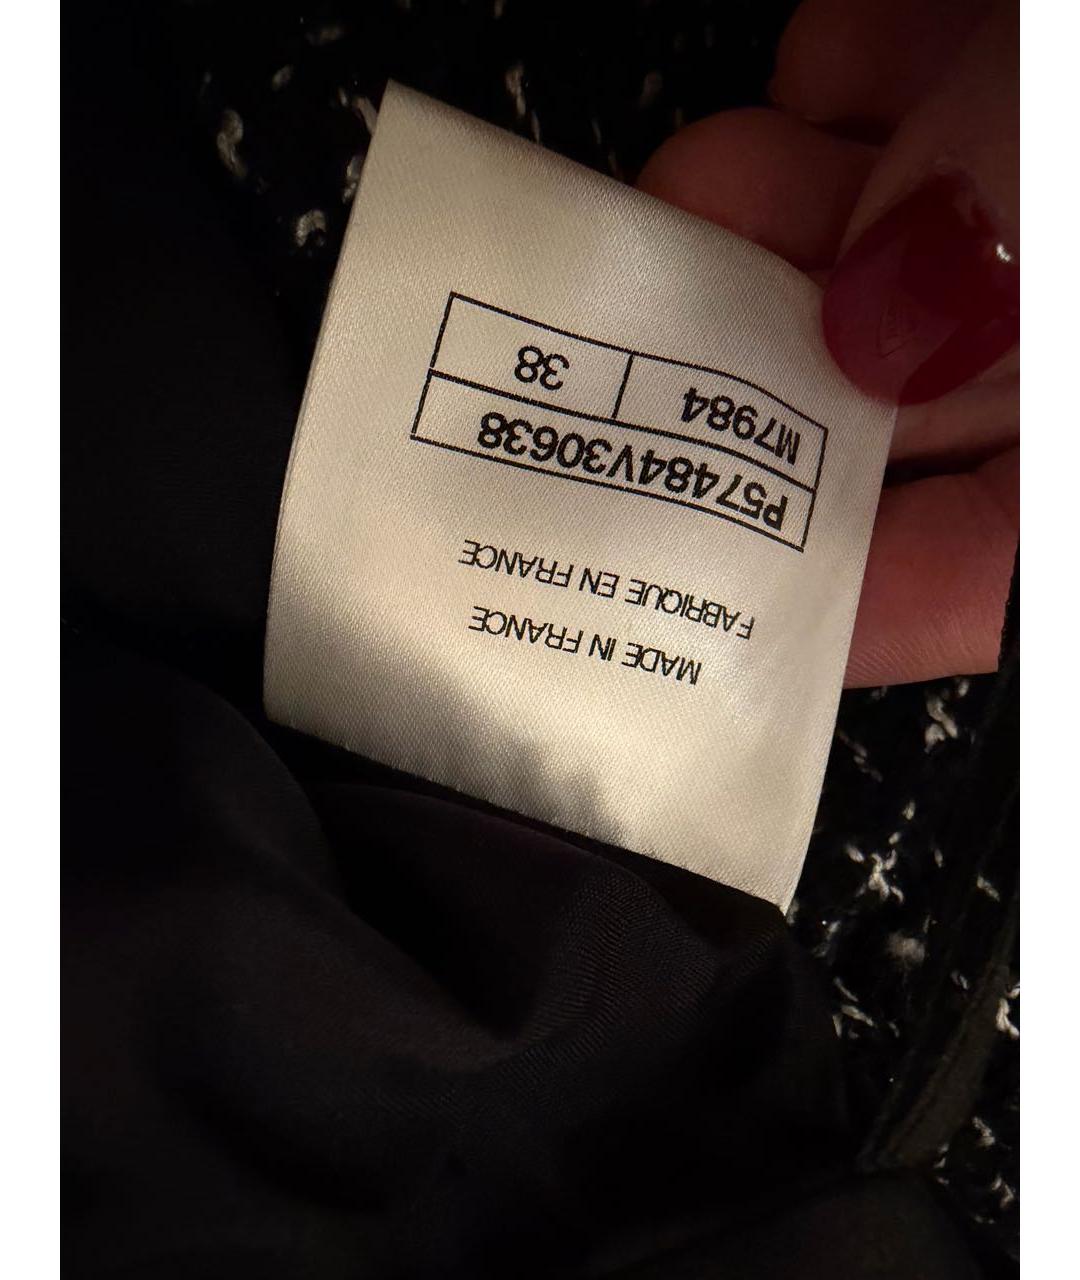 MADE IN FRANCE
FABRIQUE EN FRANCE
P57484V30638
M7984 38